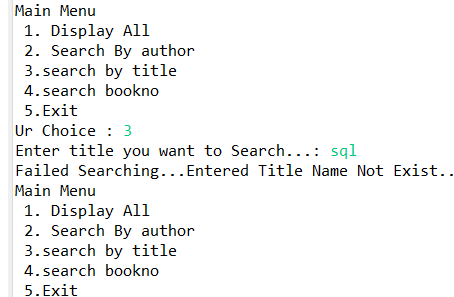 Main Menu
1. Display All
2. Search By author
3.search by title
4.search bookno
5.Exit
Ur Choice : 3
Enter title you want to Search...: sql
Failed Searching...Entered Title Name Not Exist..
Main Menu
1. Display All
2. Search By author
3.search by title
4.search bookno
5.Exit